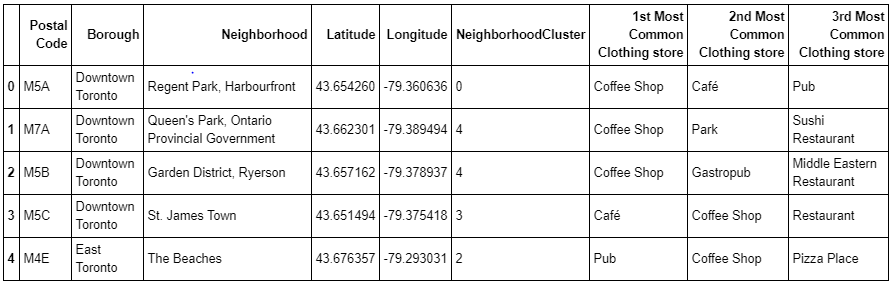 Postal Code Borough Neighborhood Latitude Longitude NeighborhoodCluster 1st Most Common Clothing store 2nd Most Common Clothing store 3rd Most Common Clothing store
0 M5A Downtown Toronto Regent Park, Harbourfront 43.654260 -79.360636 0 Coffee Shop Café Pub
1 M7A Downtown Toronto Queen's Park, Ontario Provincial Government 43.662301 -79.389494 4 Coffee Shop Park Sushi Restaurant
2 M5B Downtown Toronto Garden District, Ryerson 43.657162 -79.378937 4 Coffee Shop Gastropub Middle Eastern Restaurant
3 M5C Downtown Toronto St. James Town 43.651494 -79.375418 3 Café Coffee Shop Restaurant
4 M4E East Toronto The Beaches 43.676357 -79.293031 2 Pub Coffee Shop Pizza Place